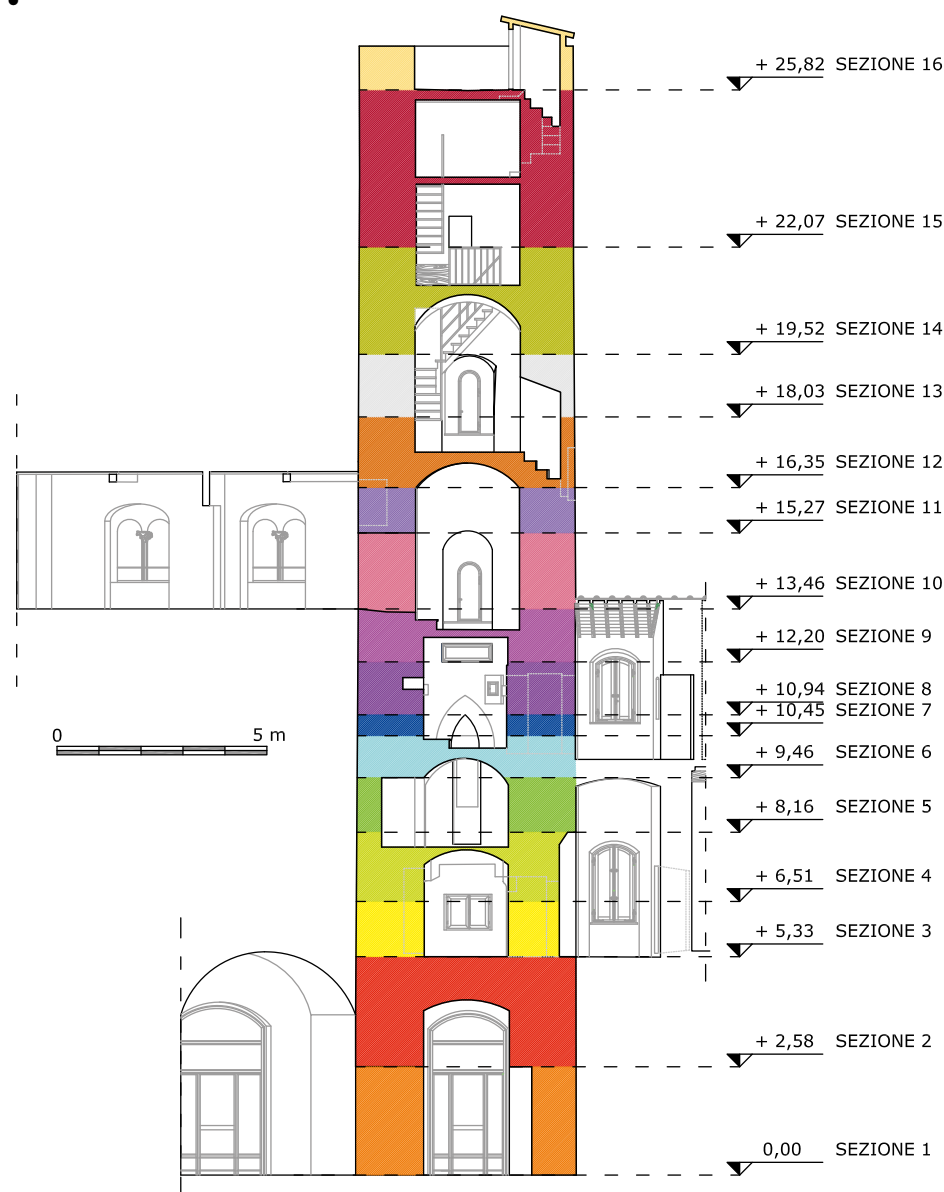 + 25,82 SEZIONE 16
+ 22,07 SEZIONE 15
+ 19,52 SEZIONE 14
+ 18,03 SEZIONE 13
+ 16,35 SEZIONE 12
+ 15,27 SEZIONE 11
+ 13,46 SEZIONE 10
+ 12,20 SEZIONE 9
+ 10,94 SEZIONE 8
+ 10,45 SEZIONE 7
0 5 m
+ 9,46 SEZIONE 6
+ 8,16 SEZIONE 5
+ 6,51 SEZIONE 4
+ 5,33 SEZIONE 3
+ 2,58 SEZIONE 2
0,00 SEZIONE 1